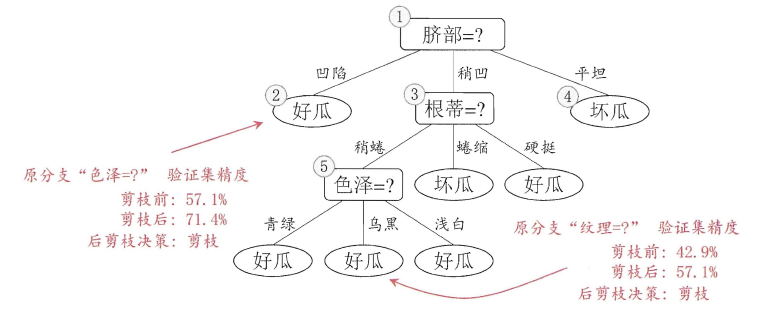 ① 脐部=?
凹陷 稍凹 平坦
② 好瓜 ③ 根蒂=? ④ 坏瓜
稍蜷 蜷缩 硬挺
⑤ 色泽=? 坏瓜 好瓜
青绿 乌黑 浅白
好瓜 好瓜 好瓜
原分支“色泽=?” 验证集精度
剪枝前: 57.1%
剪枝后: 71.4%
后剪枝决策: 剪枝
原分支“纹理=?” 验证集精度
剪枝前: 42.9%
剪枝后: 57.1%
后剪枝决策: 剪枝